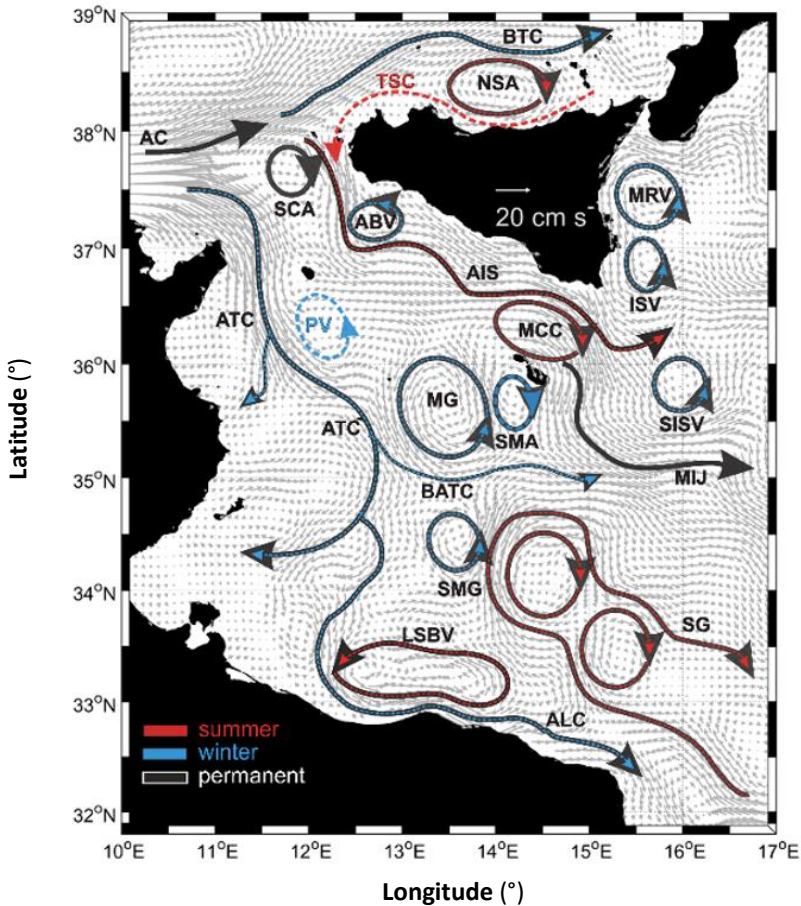 39°N
BTC
TSC
NSA
38°N
AC
SCA
ABV
20 cm s
MRV
37°N
AIS
ISV
ATC
PV
MCC
36°N
MG
SMA
SISV
ATC
35°N
BATC
MIJ
34°N
SMG
LSBV
SG
33°N
ALC
summer
winter
permanent
32°N
10°E
11°E
12°E
13°E
14°E
15°E
16°E
17°E
Latitude (°)
Longitude (°)